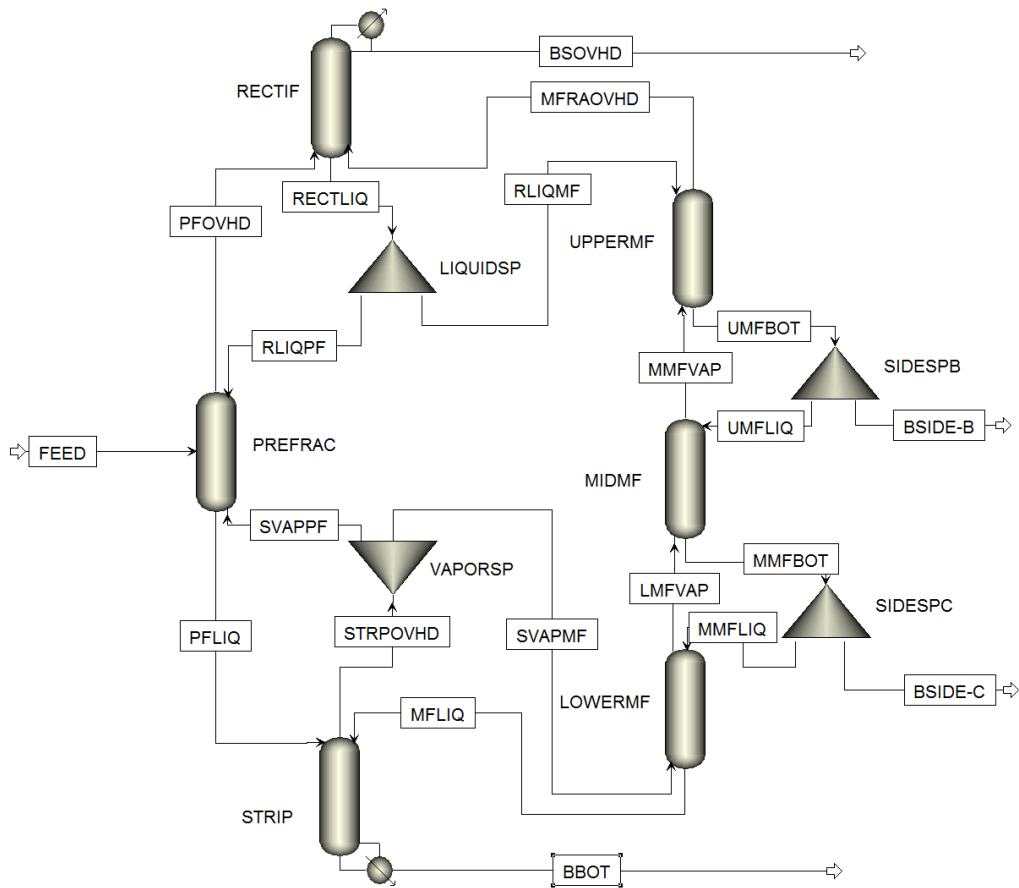 BSOVHD
RECTIF
MFRAOVHD
RECTLIQ
RLIQMF
PFOVHD
UPPERMF
LIQUIDSP
UMFBOT
RLIQPF
MMFVAP
SIDESPB
UMFLIQ
BSIDE-B
PREFRAC
FEED
MIDMF
SVAPPF
MMFBOT
VAPORSP
LMFVAP
SIDESPC
PFLIQ
STRPOVHD
SVAPMF
MMFLIQ
BSIDE-C
LOWERMF
MFLIQ
STRIP
BBOT